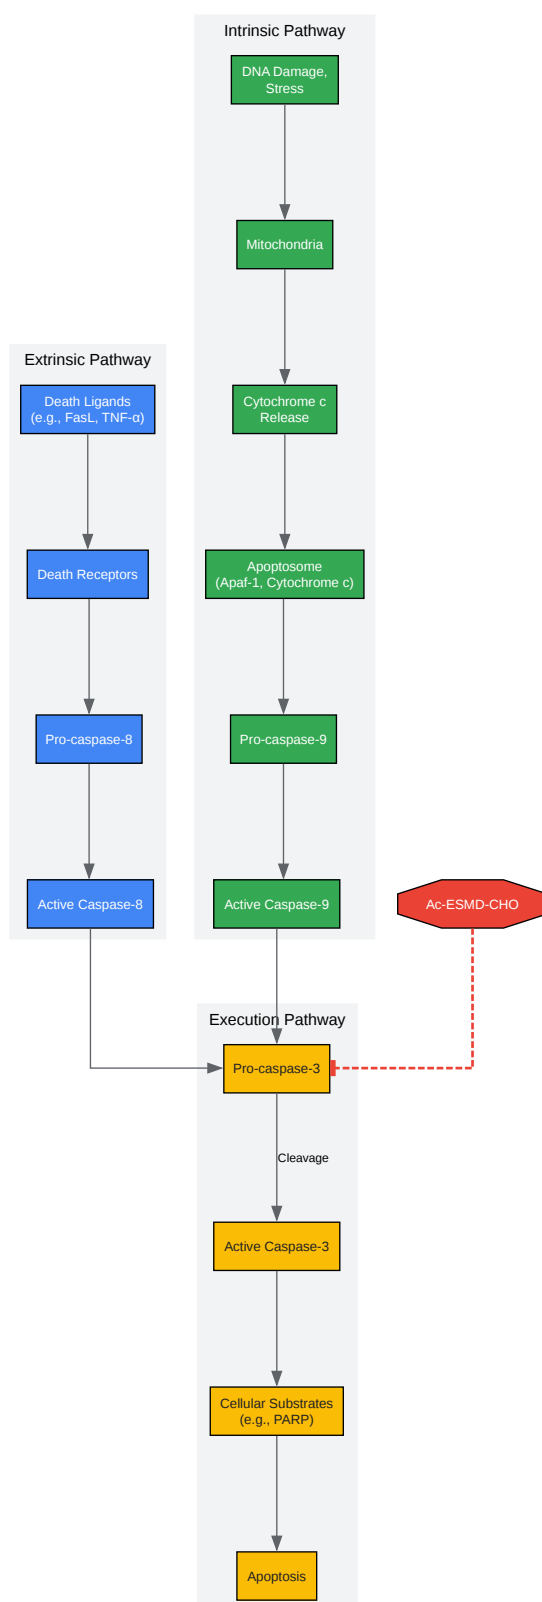 Intrinsic Pathway
DNA Damage,
Stress
Mitochondria
Extrinsic Pathway
Death Ligands
(e.g., FasL, TNF-α)
Cytochrome c
Release
Death Receptors
Apoptosome
(Apaf-1, Cytochrome c)
Pro-caspase-8
Pro-caspase-9
Active Caspase-8
Active Caspase-9
Ac-ESMD-CHO
Execution Pathway
Pro-caspase-3
Cleavage
Active Caspase-3
Cellular Substrates
(e.g., PARP)
Apoptosis